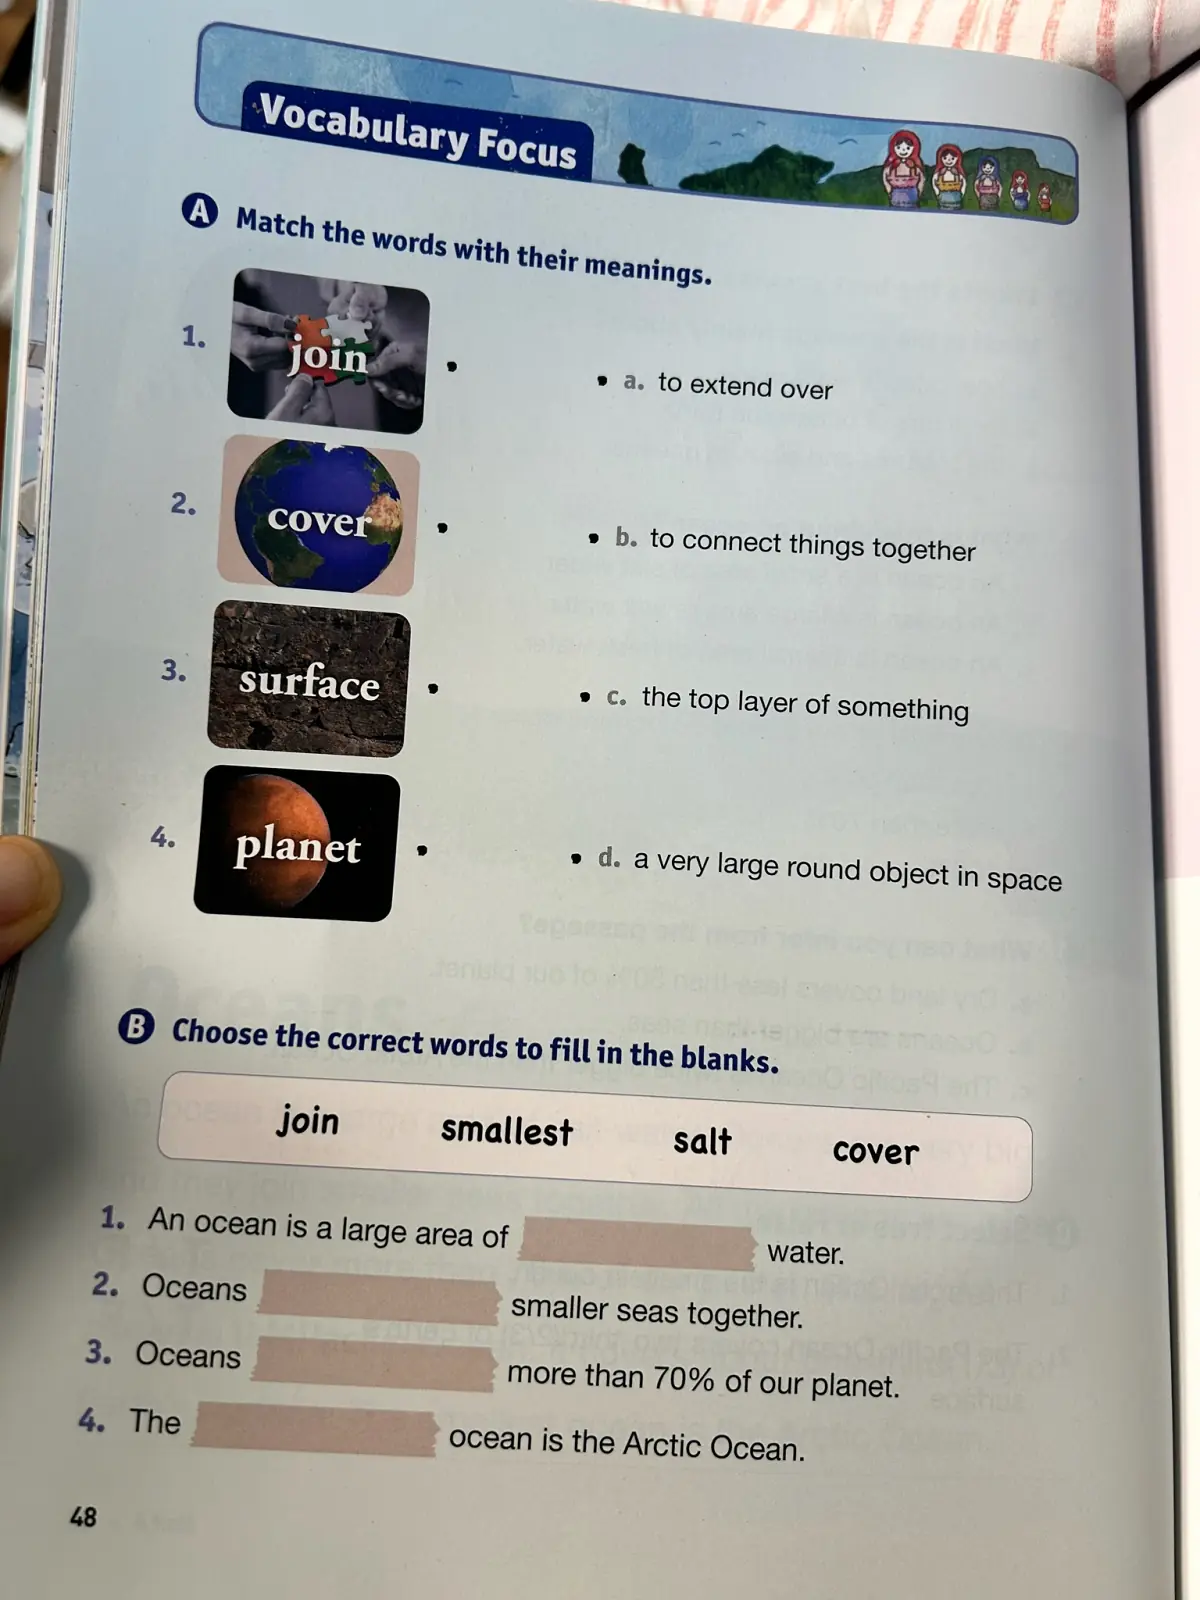 Vocabulary Focus
A Match the words with their meanings.
1. join
a. to extend over
2. cover
b. to connect things together
3. surface
c. the top layer of something
4. planet
d. a very large round object in space
B Choose the correct words to fill in the blanks.
join smallest salt cover
1. An ocean is a large area of water.
2. Oceans smaller seas together.
3. Oceans more than 70% of our planet.
4. The ocean is the Arctic Ocean.
48